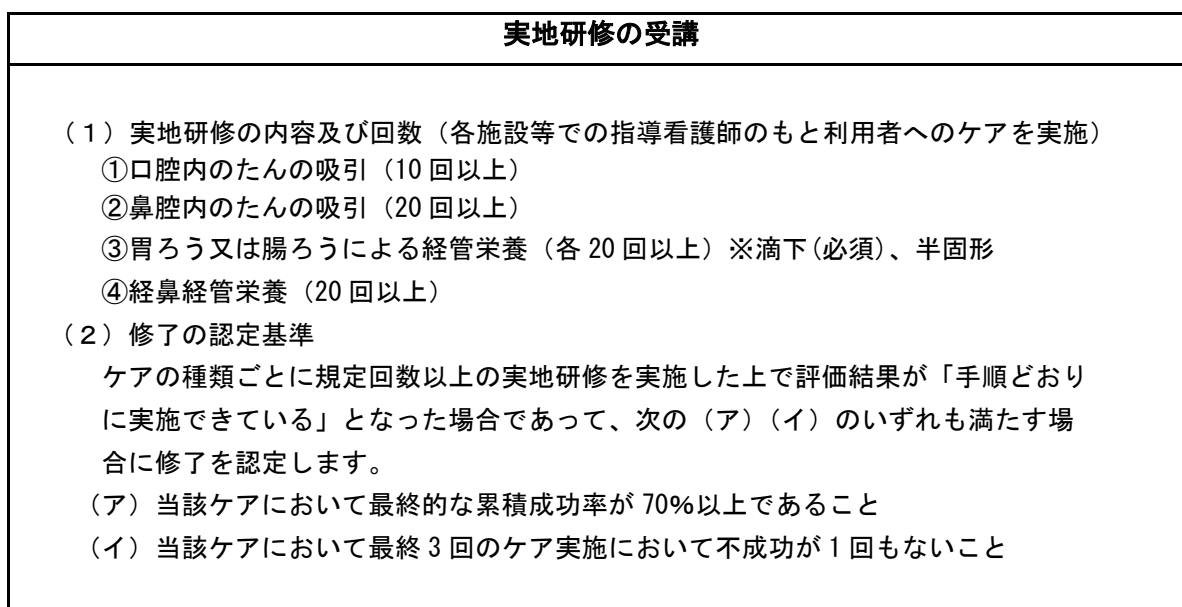 実地研修の受講
（１）実地研修の内容及び回数（各施設等での指導看護師のもと利用者へのケアを実施）
①口腔内のたんの吸引（10 回以上）
②鼻腔内のたんの吸引（20 回以上）
③胃ろう又は腸ろうによる経管栄養（各 20 回以上）※滴下(必須)、半固形
④経鼻経管栄養（20 回以上）
（２）修了の認定基準
ケアの種類ごとに規定回数以上の実地研修を実施した上で評価結果が「手順どおり
に実施できている」となった場合であって、次の（ア）（イ）のいずれも満たす場
合に修了を認定します。
（ア）当該ケアにおいて最終的な累積成功率が 70％以上であること
（イ）当該ケアにおいて最終 3 回のケア実施において不成功が 1 回もないこと